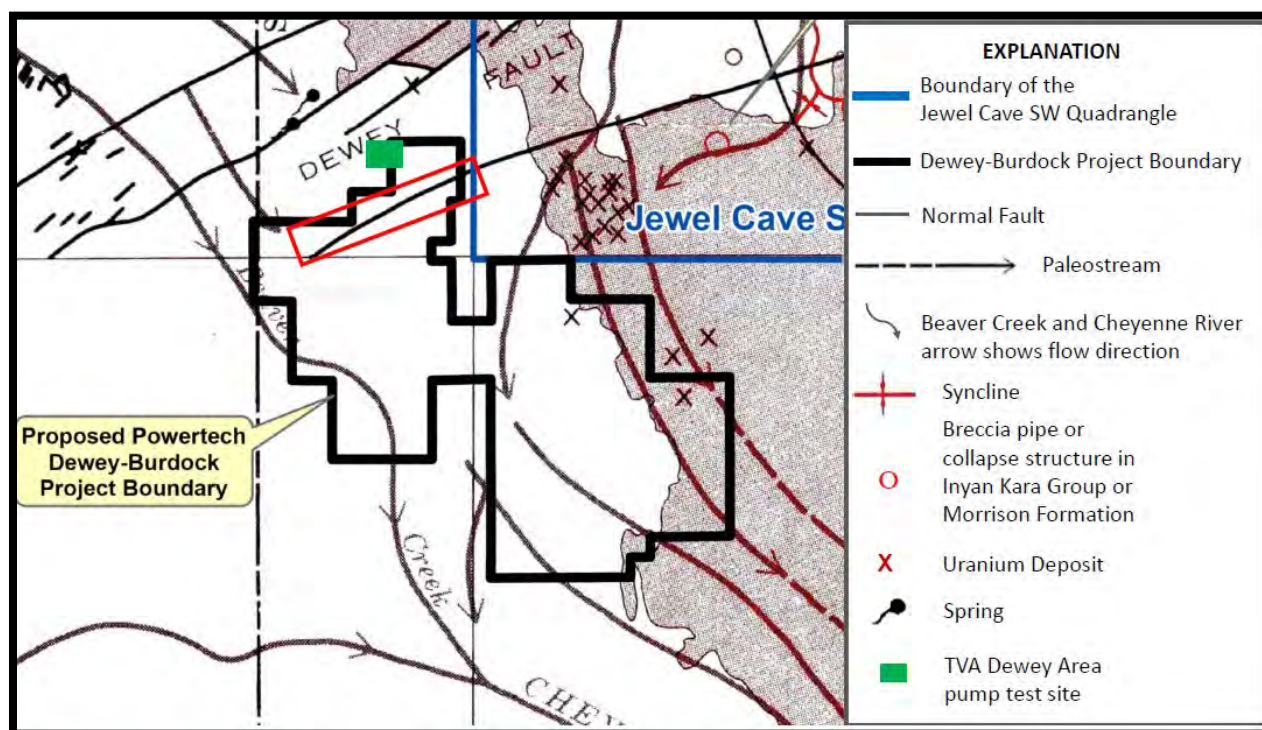 FAULT
DEWEY
Jewel Cave S
Beaver
Proposed Powertech
Dewey-Burdock
Project Boundary
Creek
CHEY
EXPLANATION
Boundary of the
Jewel Cave SW Quadrangle
Dewey-Burdock Project Boundary
Normal Fault
Paleostream
Beaver Creek and Cheyenne River
arrow shows flow direction
Syncline
Breccia pipe or
collapse structure in
Inyan Kara Group or
Morrison Formation
X Uranium Deposit
Spring
TVA Dewey Area
pump test site